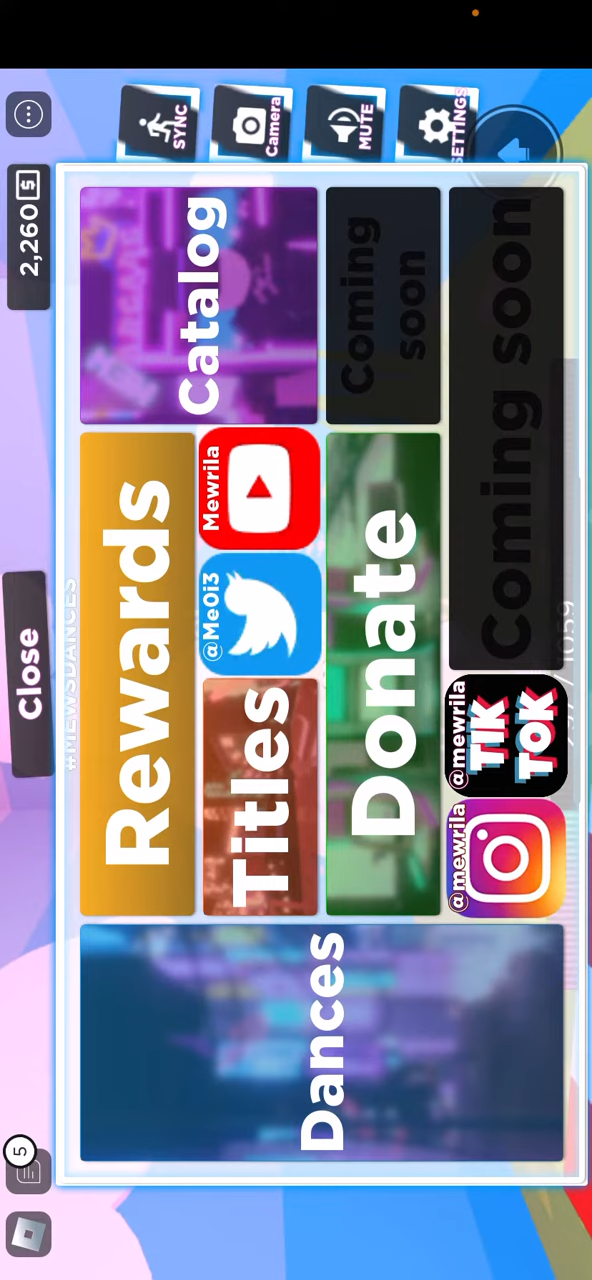 5
Close
2,260
#MEWSDANCES
Dances
Rewards
Titles
@Me0i3
Mewrila
Catalog
Donate
Coming
soon
@mewrila
@mewrila
TIK
TOK
Coming soon
SYNC
Camera
MUTE
SETTINGS